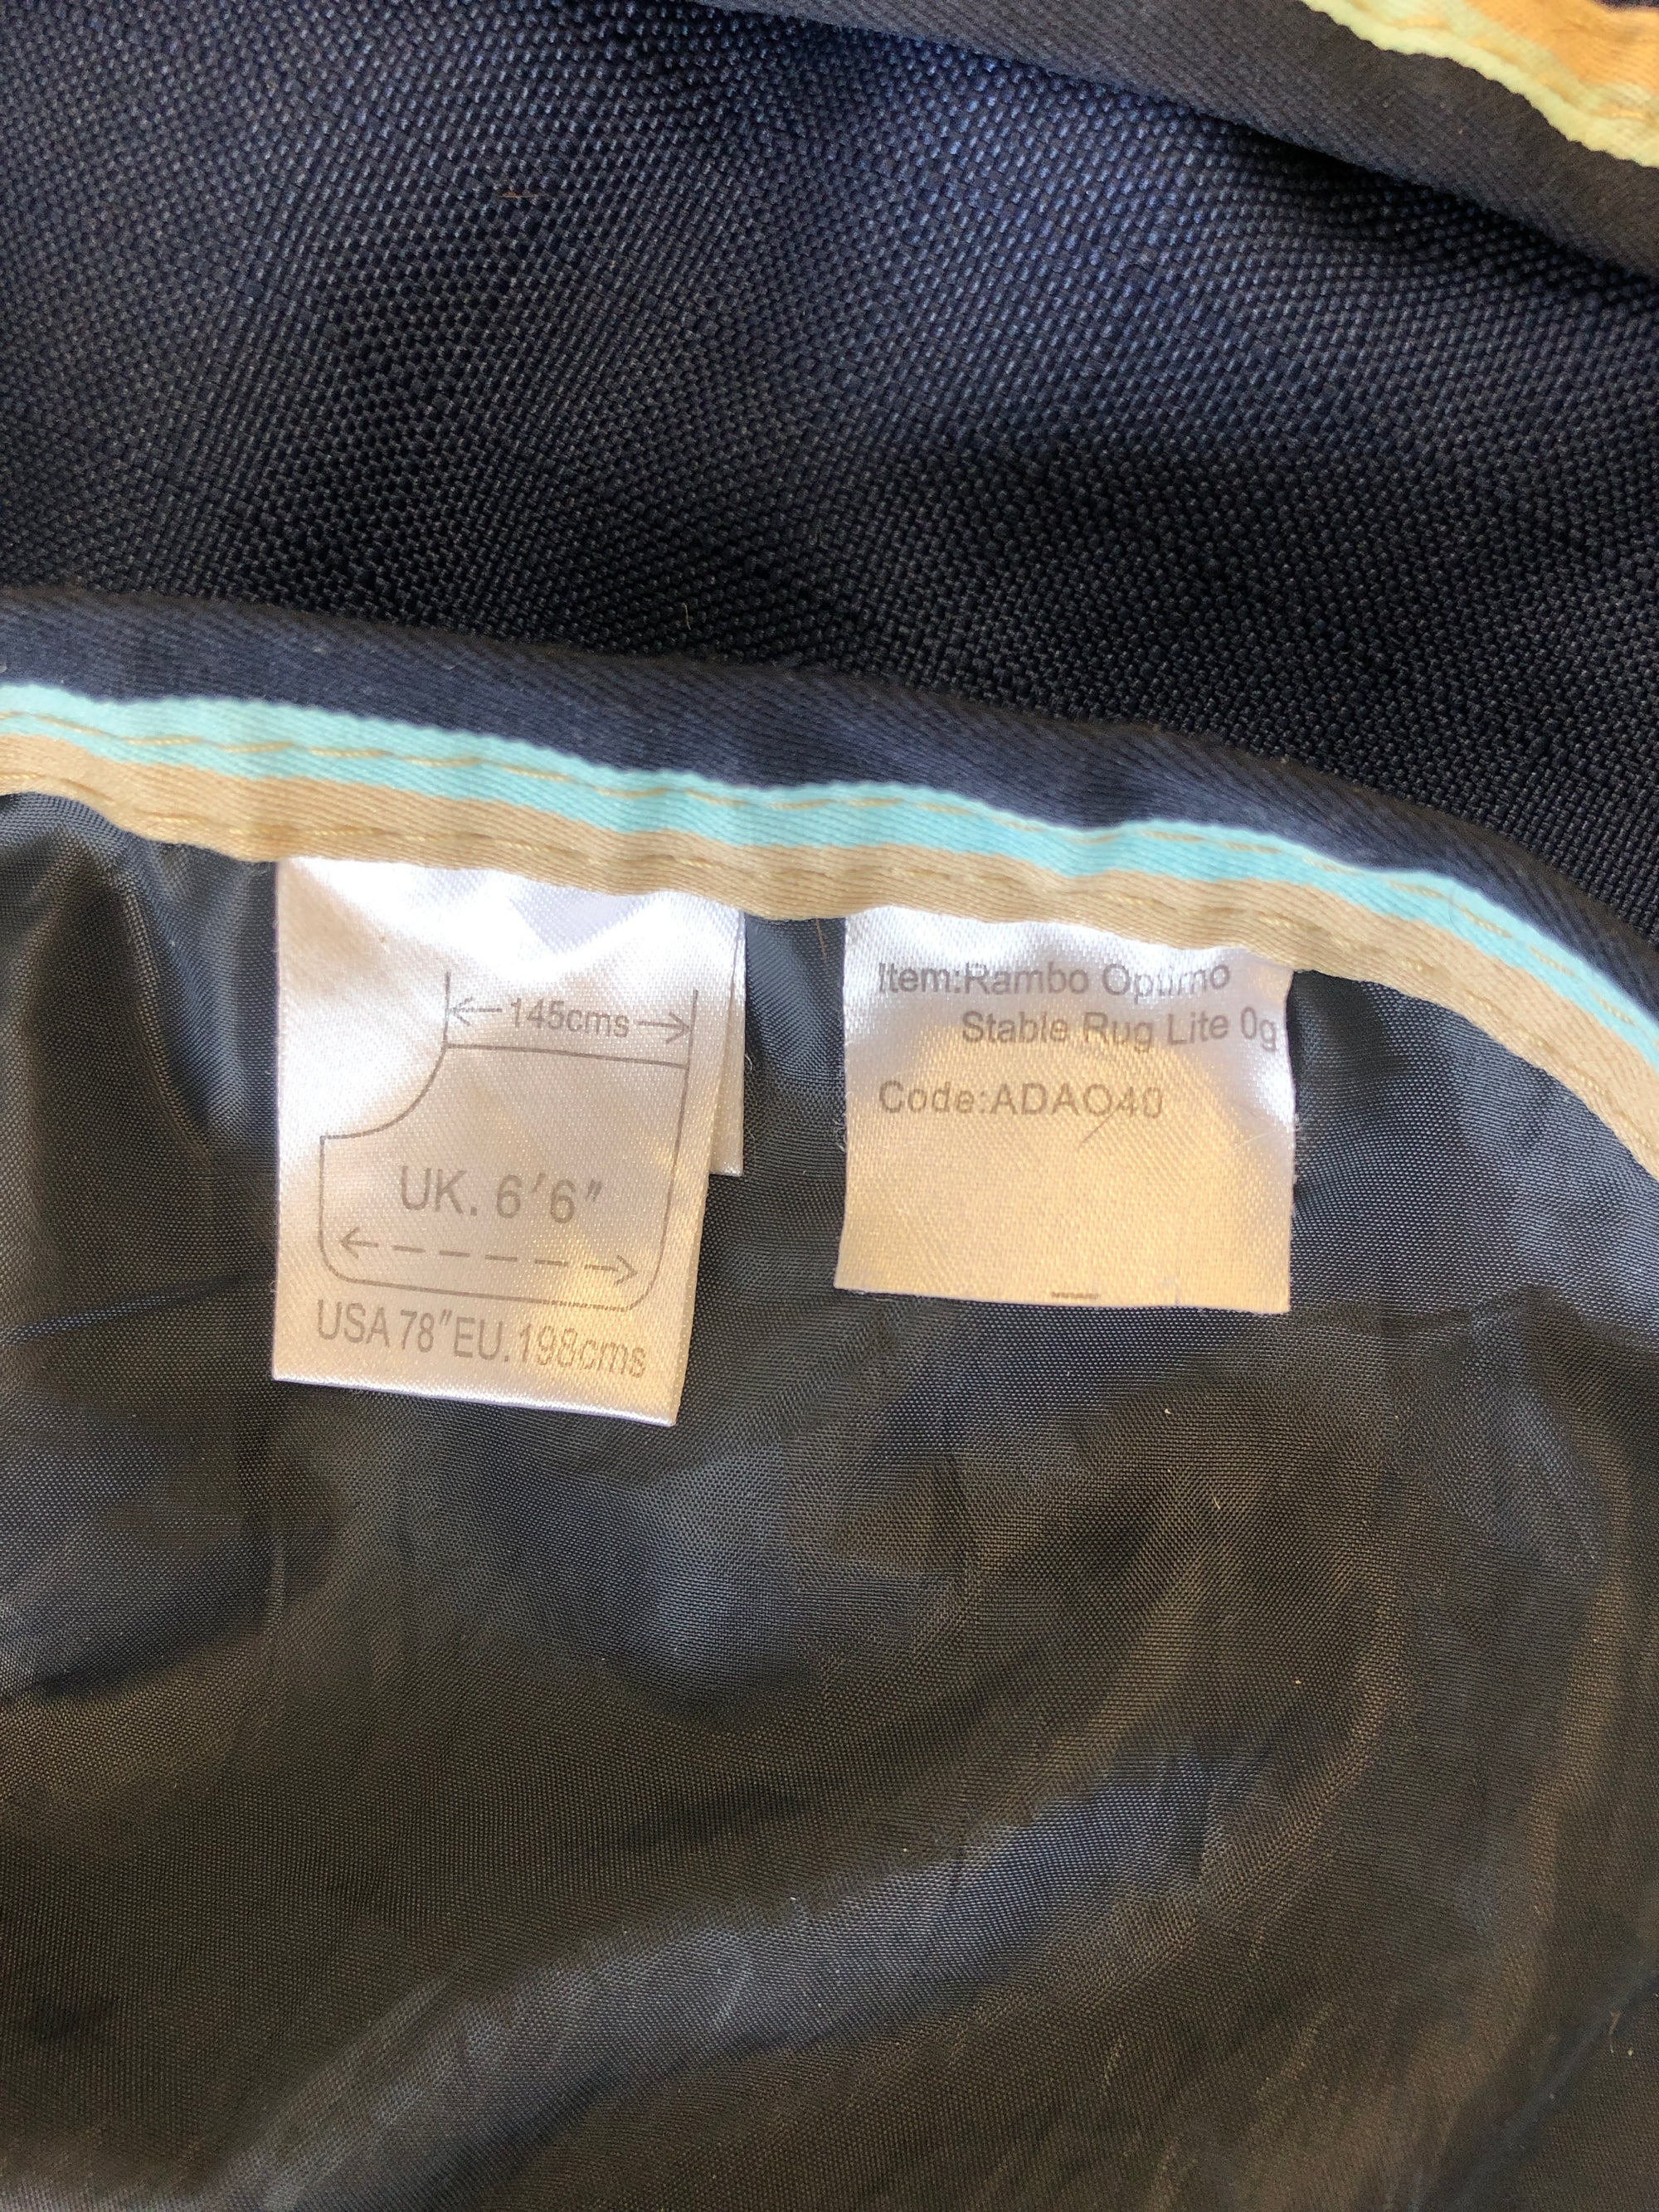 145cms
UK. 6'6"
USA 78" EU. 198cms
Item:Rambo Optimo
Stable Rug Lite 0g
Code:ADAO40